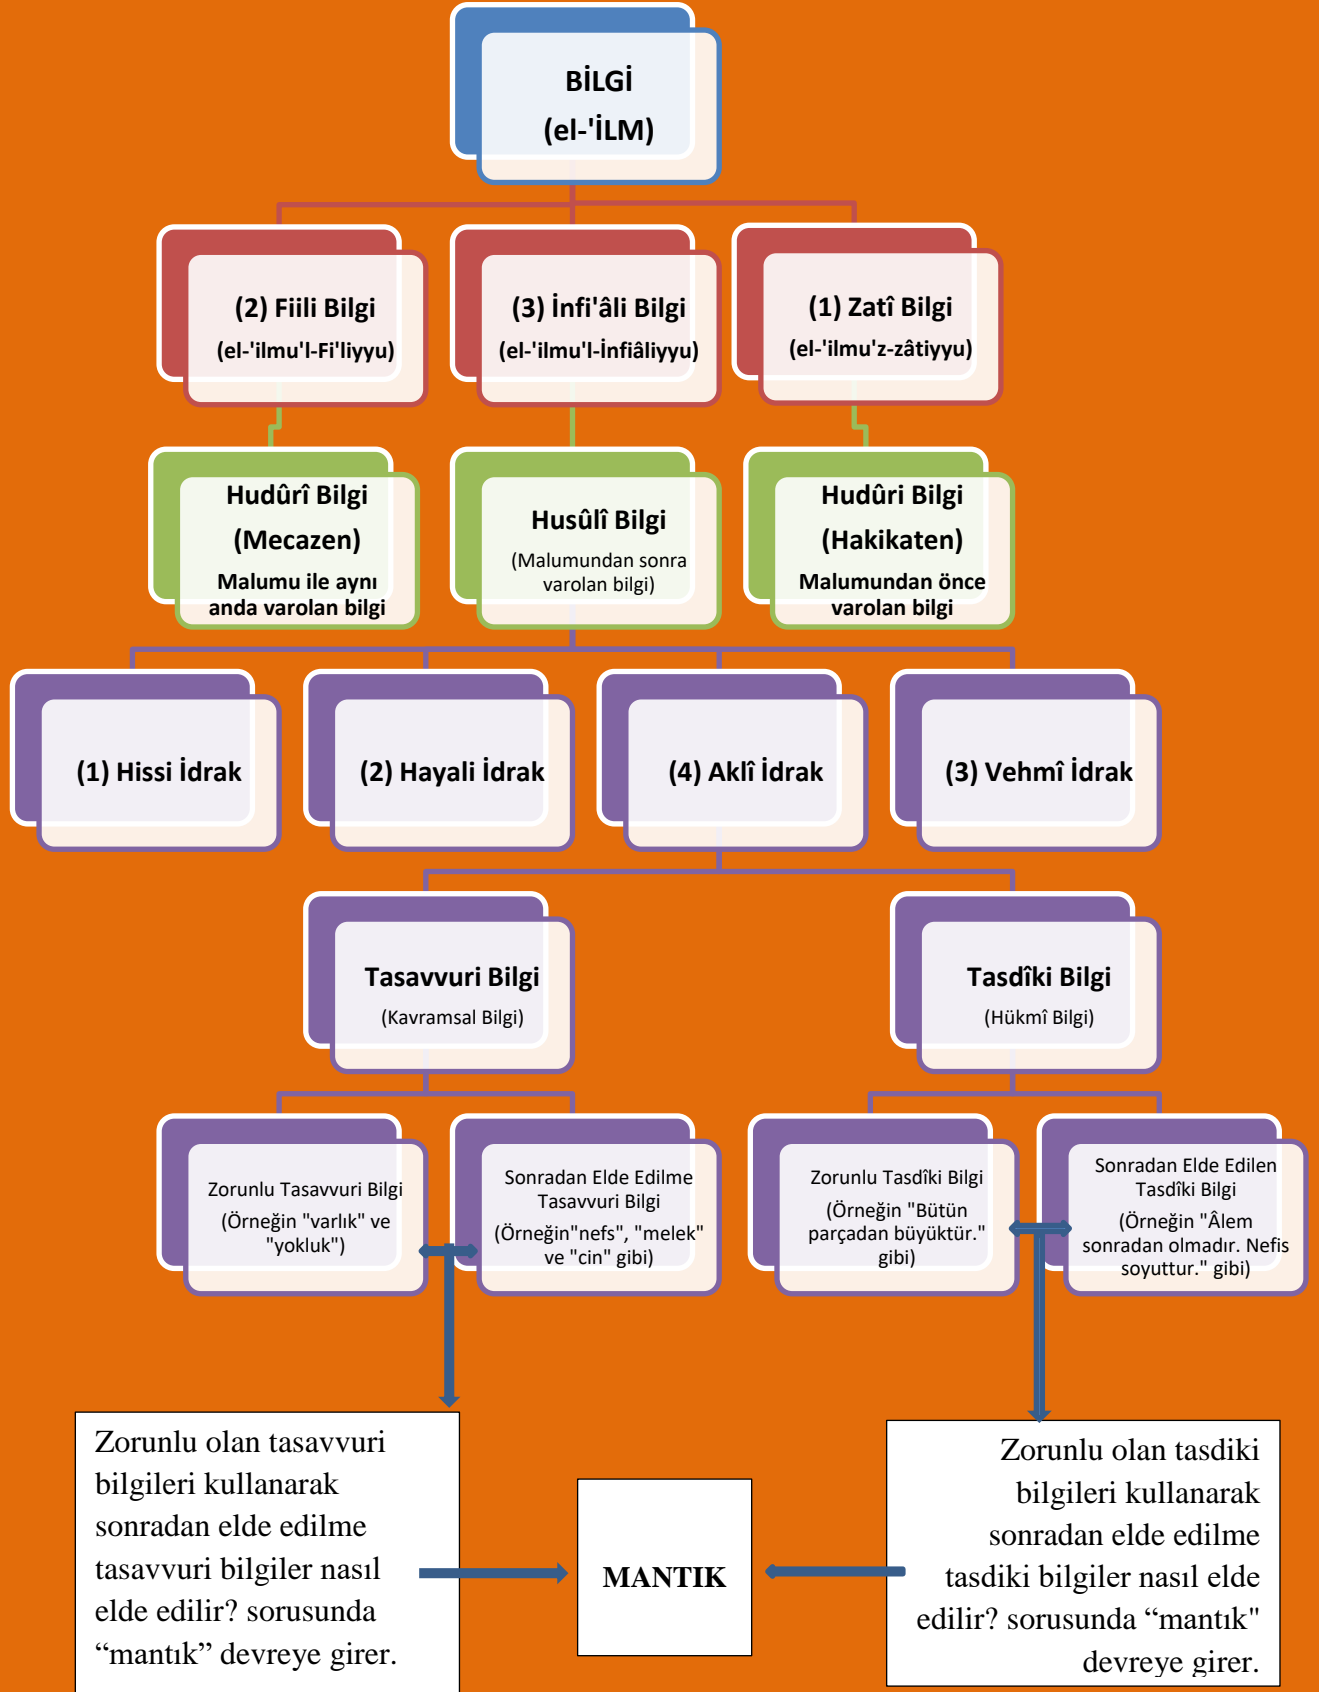 BİLGİ
(el-'İLM)
(2) Fiili Bilgi
(el-'ilmu'l-Fi'liyyu)
(3) İnfi'âli Bilgi
(el-'ilmu'l-İnfiâliyyu)
(1) Zatî Bilgi
(el-'ilmu'z-zâtiyyu)
Hudûrî Bilgi
(Mecazen)
Malumu ile aynı
anda varolan bilgi
Husûlî Bilgi
(Malumundan sonra
varolan bilgi)
Hudûri Bilgi
(Hakikaten)
Malumundan önce
varolan bilgi
(1) Hissi İdrak
(2) Hayali İdrak
(4) Aklî İdrak
(3) Vehmî İdrak
Tasavvuri Bilgi
(Kavramsal Bilgi)
Tasdîki Bilgi
(Hükmî Bilgi)
Zorunlu Tasavvuri Bilgi
(Örneğin "varlık" ve
"yokluk")
Sonradan Elde Edilme
Tasavvuri Bilgi
(Örneğin"nefs", "melek"
ve "cin" gibi)
Zorunlu Tasdîki Bilgi
(Örneğin "Bütün
parçadan büyüktür."
gibi)
Sonradan Elde Edilen
Tasdîki Bilgi
(Örneğin "Âlem
sonradan olmadır. Nefis
soyuttur." gibi)
Zorunlu olan tasavvuri
bilgileri kullanarak
sonradan elde edilme
tasavvuri bilgiler nasıl
elde edilir? sorusunda
“mantık” devreye girer.
MANTIK
Zorunlu olan tasdiki
bilgileri kullanarak
sonradan elde edilme
tasdiki bilgiler nasıl elde
edilir? sorusunda “mantık"
devreye girer.